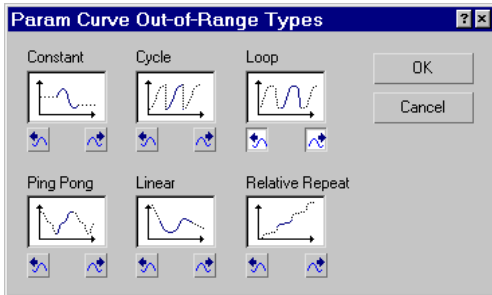 Param Curve Out-of-Range Types
Constant Cycle Loop
OK
Cancel
Ping Pong Linear Relative Repeat